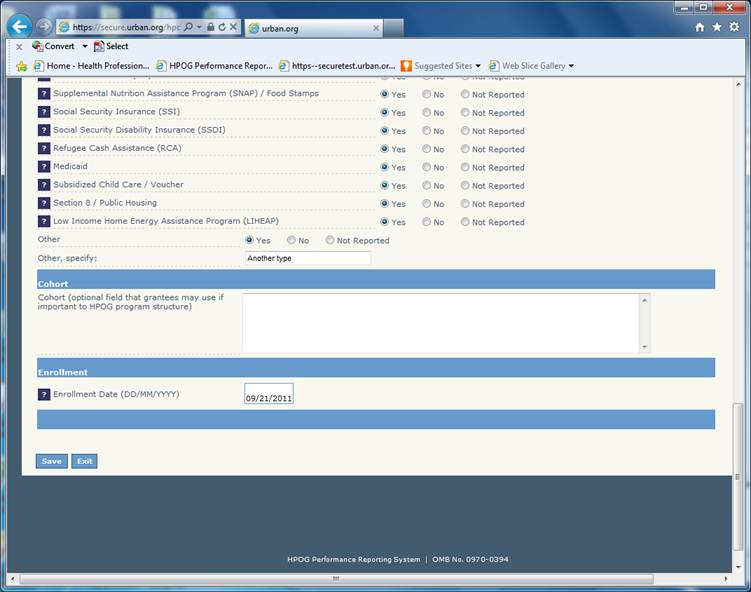 https://secure.urban.org/hpc
urban.org
Convert Select
Home - Health Profession... HPOG Performance Repor... https--securetest.urban.or... Suggested Sites Web Slice Gallery
Yes No Not Reported
? Supplemental Nutrition Assistance Program (SNAP) / Food Stamps Yes No Not Reported
? Social Security Insurance (SSI) Yes No Not Reported
? Social Security Disability Insurance (SSDI) Yes No Not Reported
? Refugee Cash Assistance (RCA) Yes No Not Reported
? Medicaid Yes No Not Reported
? Subsidized Child Care / Voucher Yes No Not Reported
? Section 8 / Public Housing Yes No Not Reported
? Low Income Home Energy Assistance Program (LIHEAP) Yes No Not Reported
Other Yes No Not Reported
Other, specify: Another type
Cohort
Cohort (optional field that grantees may use if
important to HPOG program structure)
Enrollment
? Enrollment Date (DD/MM/YYYY) 09/21/2011
Save Exit
HPOG Performance Reporting System | OMB No. 0970-0394